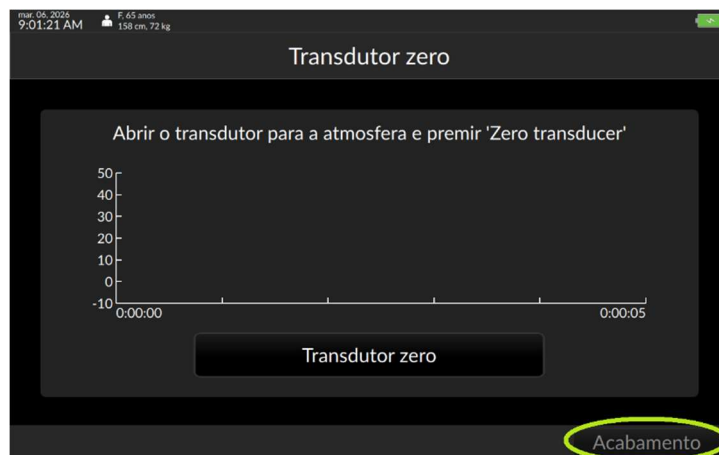 mar. 06, 2026
9:01:21 AM
F, 65 anos
158 cm, 72 kg
Transdutor zero
Abrir o transdutor para a atmosfera e premir 'Zero transducer'
50
40
30
20
10
0
-10
0:00:00
0:00:05
Transdutor zero
Acabamento